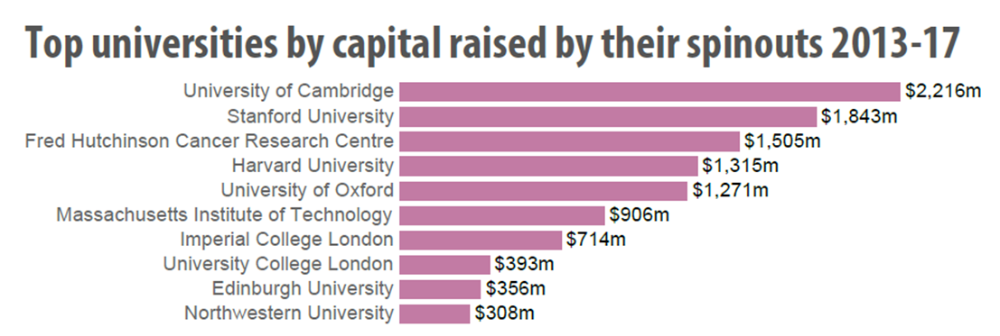 Top universities by capital raised by their spinouts 2013-17
University of Cambridge $2,216m
Stanford University $1,843m
Fred Hutchinson Cancer Research Centre $1,505m
Harvard University $1,315m
University of Oxford $1,271m
Massachusetts Institute of Technology $906m
Imperial College London $714m
University College London $393m
Edinburgh University $356m
Northwestern University $308m